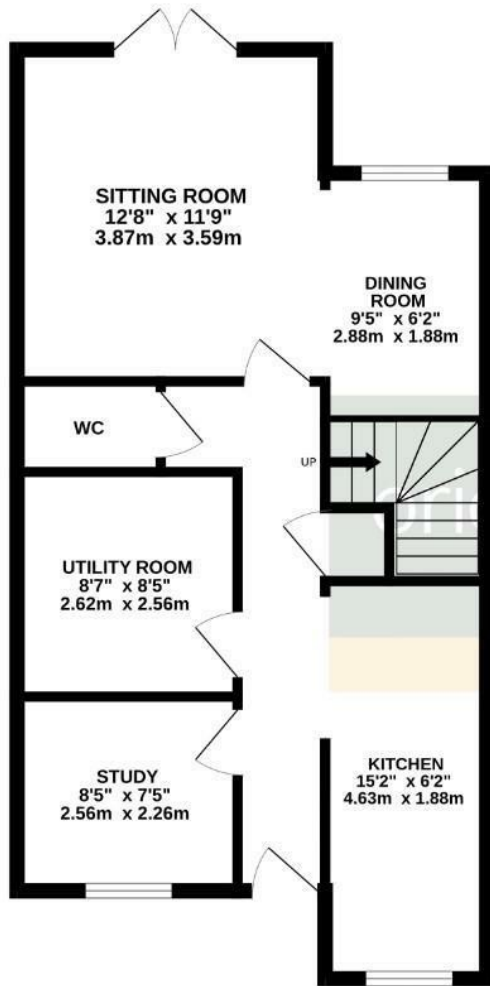 SITTING ROOM
12'8" x 11'9"
3.87m x 3.59m
DINING
ROOM
9'5" x 6'2"
2.88m x 1.88m
WC
UP
UTILITY ROOM
8'7" x 8'5"
2.62m x 2.56m
STUDY
8'5" x 7'5"
2.56m x 2.26m
KITCHEN
15'2" x 6'2"
4.63m x 1.88m